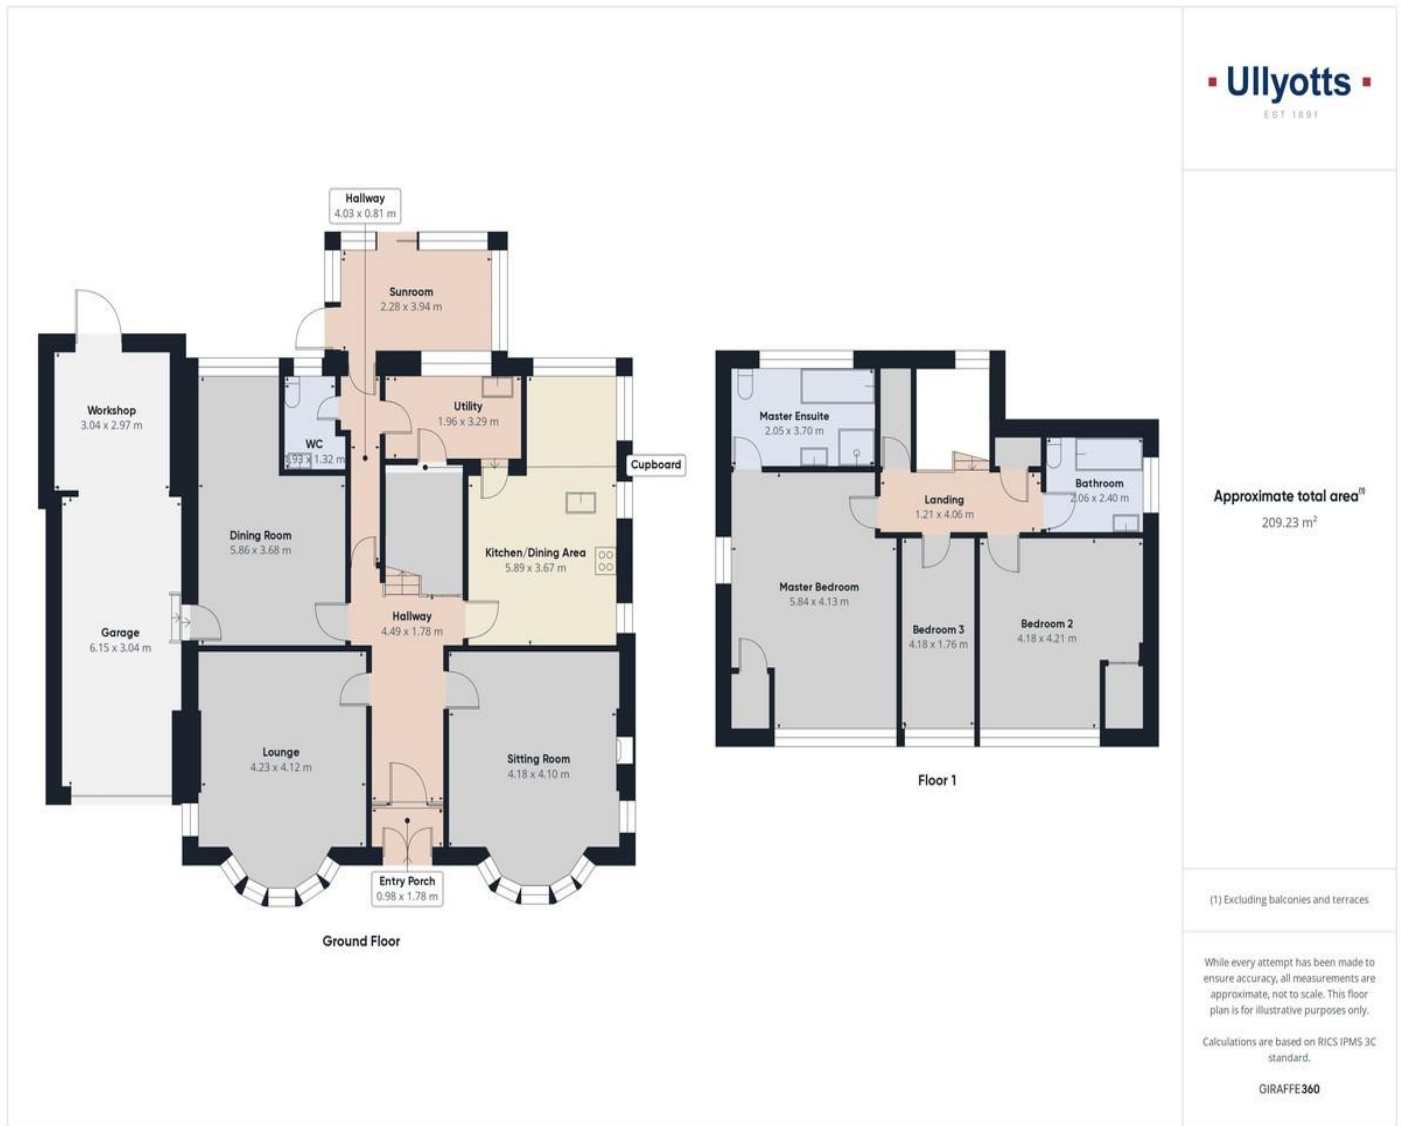 Ullyotts
EST 1891
Hallway
4.03 x 0.81 m
Sunroom
2.28 x 3.94 m
Workshop
3.04 x 2.97 m
Utility
1.96 x 3.29 m
WC
1.93 x 1.32 m
Cupboard
Dining Room
5.86 x 3.68 m
Kitchen/Dining Area
5.89 x 3.67 m
Hallway
4.49 x 1.78 m
Garage
6.15 x 3.04 m
Lounge
4.23 x 4.12 m
Sitting Room
4.18 x 4.10 m
Entry Porch
0.98 x 1.78 m
Ground Floor
Master Ensuite
2.05 x 3.70 m
Landing
1.21 x 4.06 m
Bathroom
2.06 x 2.40 m
Master Bedroom
5.84 x 4.13 m
Bedroom 3
4.18 x 1.76 m
Bedroom 2
4.18 x 4.21 m
Floor 1
Approximate total area(1)
209.23 m²
(1) Excluding balconies and terraces
While every attempt has been made to
ensure accuracy, all measurements are
approximate, not to scale. This floor
plan is for illustrative purposes only.
Calculations are based on RICS IPMS 3C
standard.
GIRAFFE360